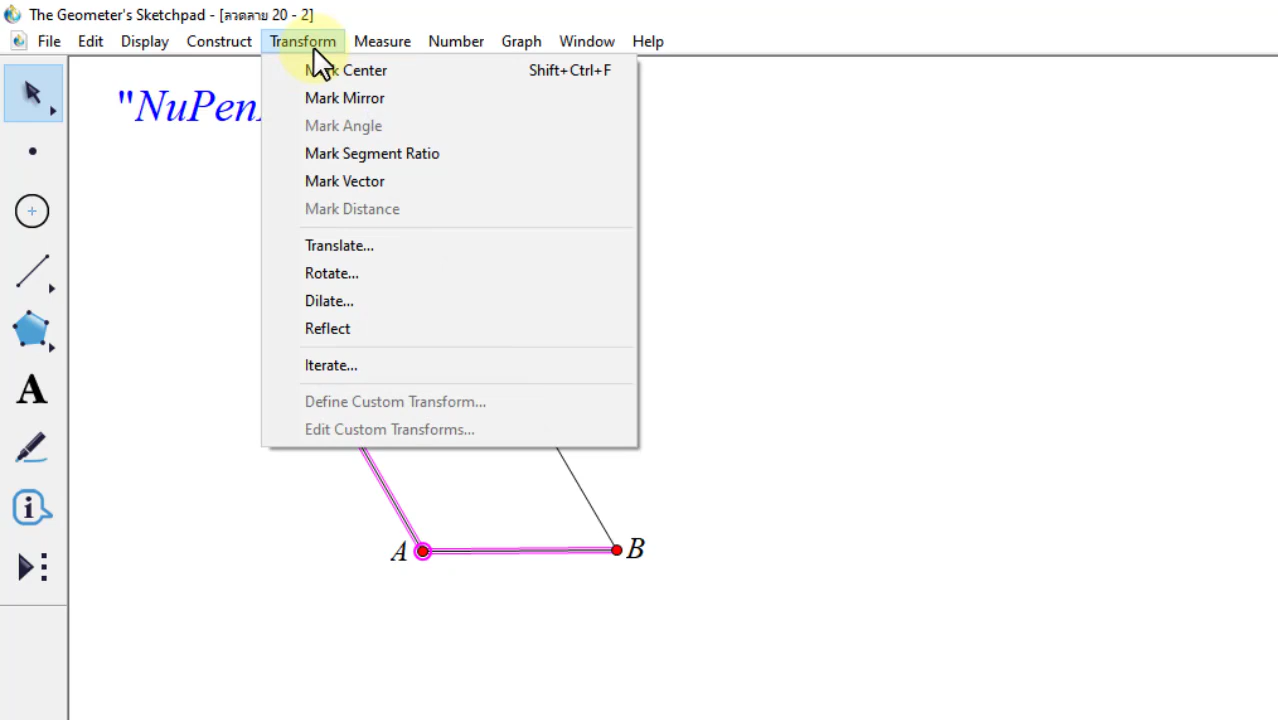 The Geometer's Sketchpad - [ลวดลาย 20 - 2]
File Edit Display Construct Transform Measure Number Graph Window Help
Center Shift+Ctrl+F
Mark Mirror
Mark Angle
Mark Segment Ratio
Mark Vector
Mark Distance
Translate...
Rotate...
Dilate...
Reflect
Iterate...
Define Custom Transform...
Edit Custom Transforms...
A
A B